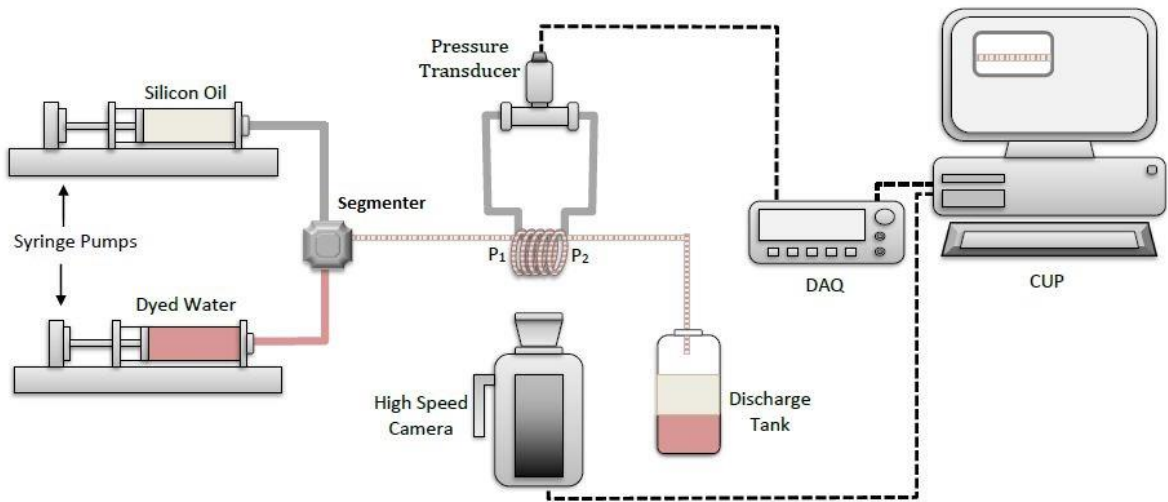 Pressure
Transducer
Silicon Oil
Segmenter
Syringe Pumps
P1
P2
Dyed Water
DAQ
CUP
High Speed
Camera
Discharge
Tank